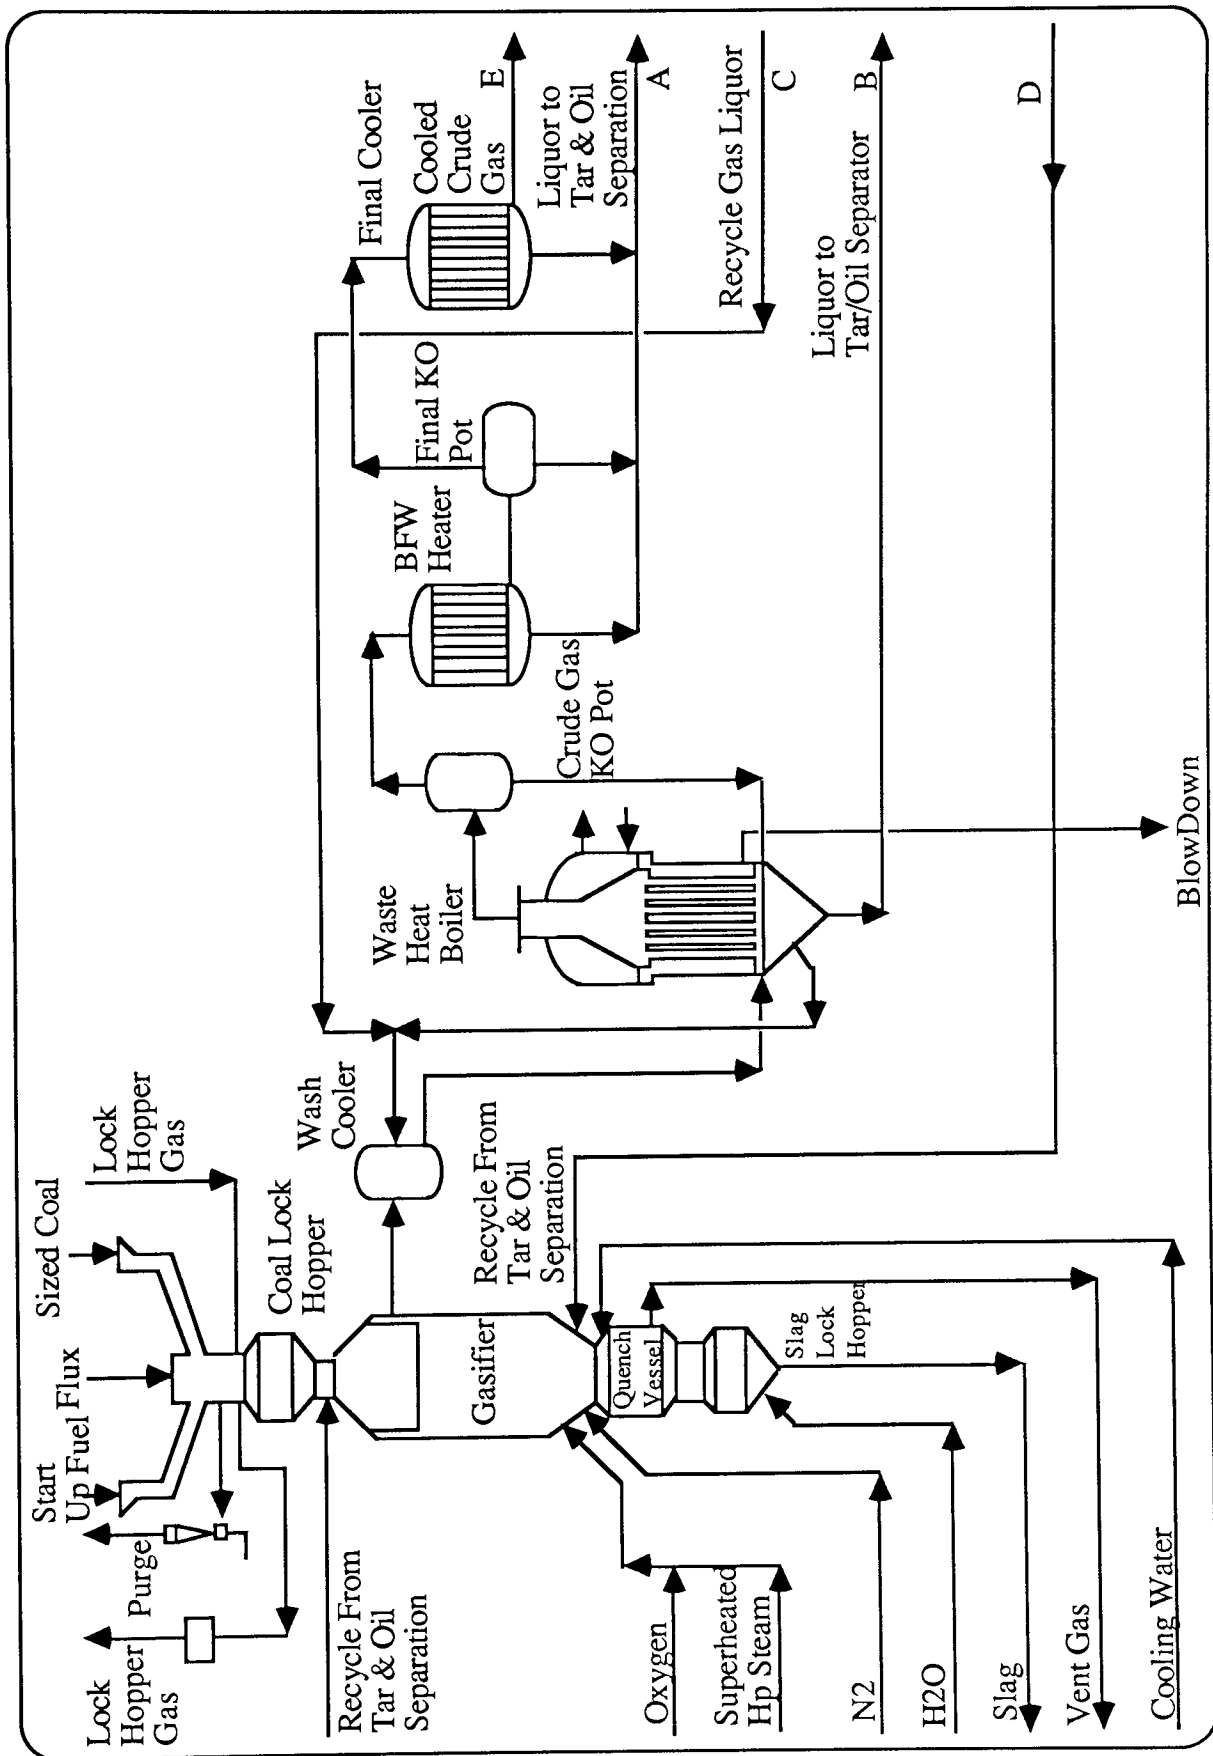 Start
Up Fuel
Flux
Sized Coal
Lock
Hopper
Gas
Purge
Lock
Hopper
Gas
Coal Lock
Hopper
Wash
Cooler
Recycle From
Tar & Oil
Separation
Gasifier
Recycle From
Tar & Oil
Separation
Quench
Vessel
Slag
Lock
Hopper
Oxygen
Superheated
Hp Steam
N2
H2O
Slag
Vent Gas
Cooling Water
Waste
Heat
Boiler
Crude Gas
KO Pot
BFW
Heater
Final KO
Pot
Final Cooler
Cooled
Crude
Gas
E
Liquor to
Tar & Oil
Separation
A
Recycle Gas Liquor
C
Liquor to
Tar/Oil Separator
B
D
BlowDown